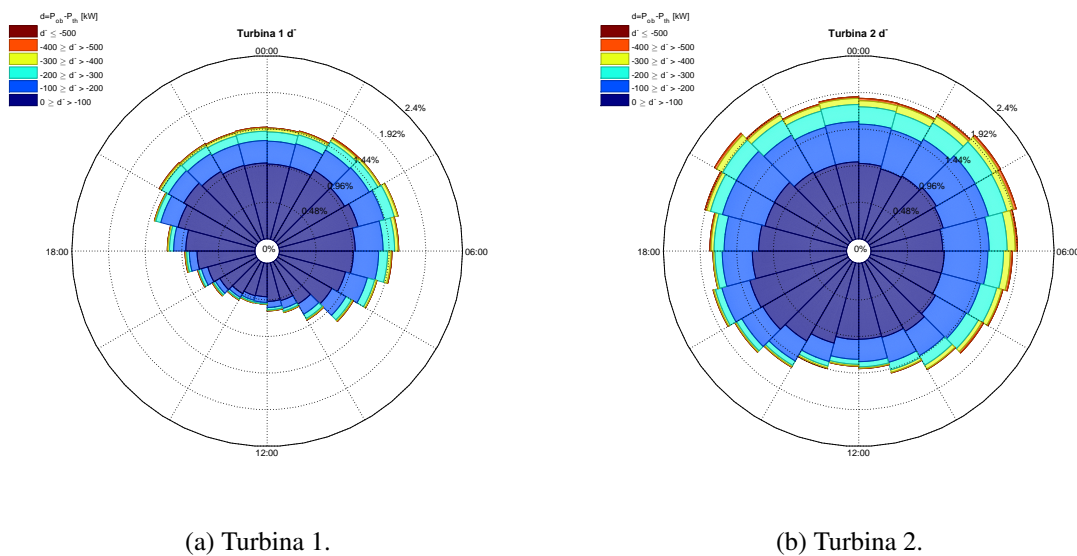 d=P_ob-P_th [kW]
d⁻ ≤ -500
-400 ≥ d⁻ > -500
-300 ≥ d⁻ > -400
-200 ≥ d⁻ > -300
-100 ≥ d⁻ > -200
0 ≥ d⁻ > -100
Turbina 1 d⁻
00:00
2.4%
1.92%
1.44%
0.96%
0.48%
0%
18:00
06:00
12:00
(a) Turbina 1.
d=P_ob-P_th [kW]
d⁻ ≤ -500
-400 ≥ d⁻ > -500
-300 ≥ d⁻ > -400
-200 ≥ d⁻ > -300
-100 ≥ d⁻ > -200
0 ≥ d⁻ > -100
Turbina 2 d⁻
00:00
2.4%
1.92%
1.44%
0.96%
0.48%
0%
18:00
06:00
12:00
(b) Turbina 2.